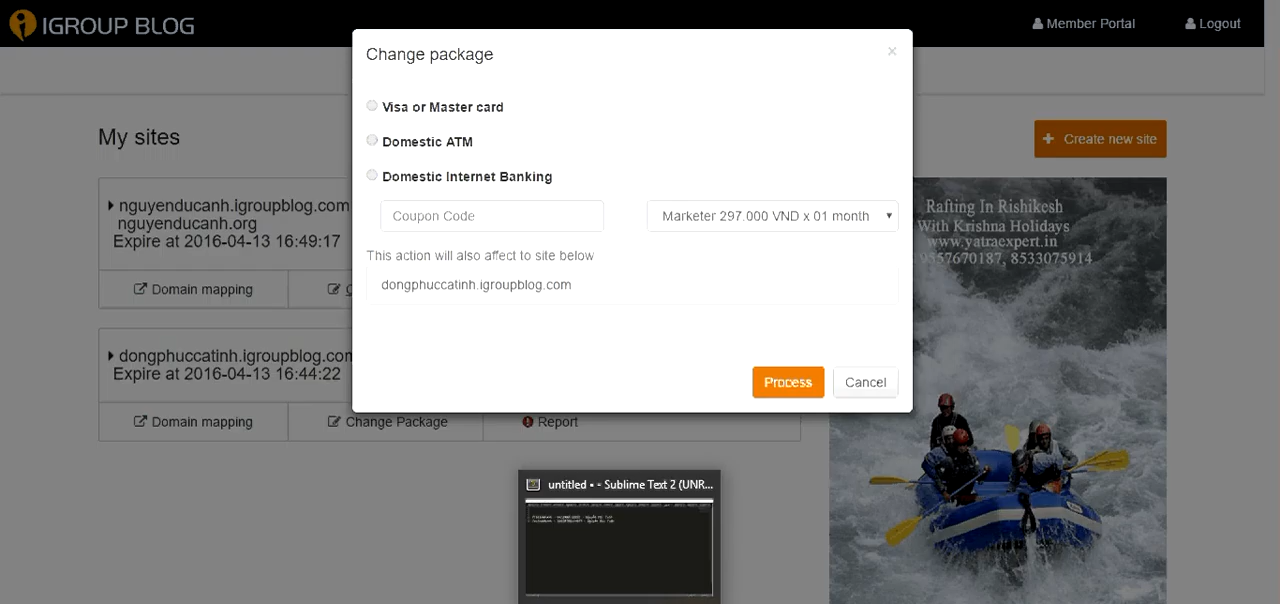 IGROUP BLOG
Member Portal
Logout
Change package
×
Visa or Master card
Domestic ATM
Domestic Internet Banking
Coupon Code
Marketer 297.000 VND x 01 month
This action will also affect to site below
dongphuccatinh.igroupblog.com
Process
Cancel
My sites
Create new site
nguyenducanh.igroupblog.com
nguyenducanh.org
Expire at 2016-04-13 16:49:17
Domain mapping
dongphuccatinh.igroupblog.com
Expire at 2016-04-13 16:44:22
Domain mapping
Change Package
Report
Rafting In Rishikesh
With Krishna Holidays
www.yatraexpert.in
9557670187, 8533075914
untitled • - Sublime Text 2 (UNR...